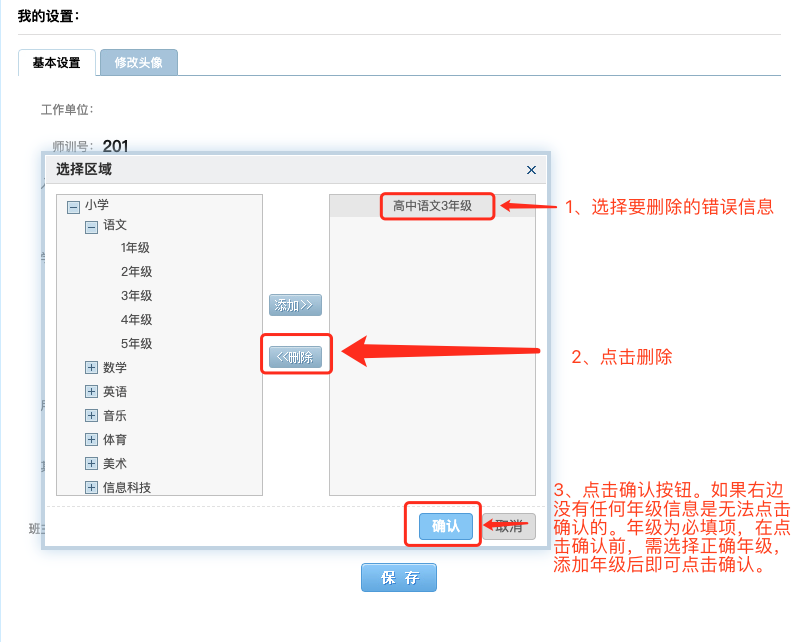 我的设置：
基本设置
修改头像
工作单位：
师训号： 201
选择区域
小学
语文
1年级
2年级
3年级
4年级
5年级
数学
英语
音乐
体育
美术
信息科技
添加>>
<<删除
高中语文3年级
1、选择要删除的错误信息
2、点击删除
3、点击确认按钮。如果右边
没有任何年级信息是无法点击
确认的。年级为必填项，在点
击确认前，需选择正确年级，
添加年级后即可点击确认。
确认
取消
班主
保 存